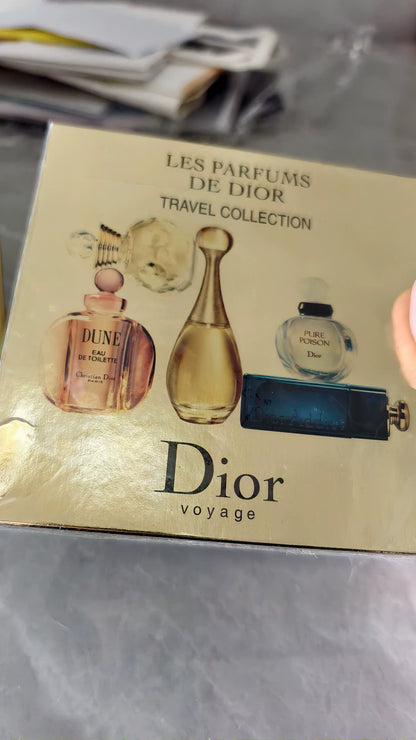 LES PARFUMS
DE DIOR
TRAVEL COLLECTION
DUNE
EAU
DE TOILETTE
Christian Dior
PARIS
PURE
POISON
Dior
Dior
voyage